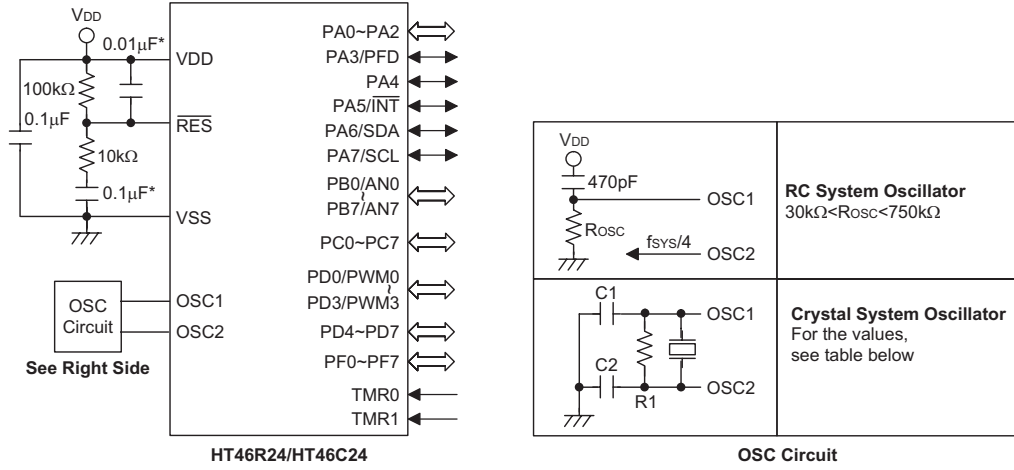 VDD
0.01μF*
VDD
100kΩ
0.1μF
RES
10kΩ
0.1μF*
VSS
OSC
Circuit
OSC1
OSC2
See Right Side
PA0~PA2
PA3/PFD
PA4
PA5/INT
PA6/SDA
PA7/SCL
PB0/AN0
~
PB7/AN7
PC0~PC7
PD0/PWM0
~
PD3/PWM3
PD4~PD7
PF0~PF7
TMR0
TMR1
HT46R24/HT46C24
VDD
470pF
OSC1
ROSC
fSYS/4
OSC2
RC System Oscillator
30kΩ<ROSC<750kΩ
C1
OSC1
C2
R1
OSC2
Crystal System Oscillator
For the values,
see table below
OSC Circuit